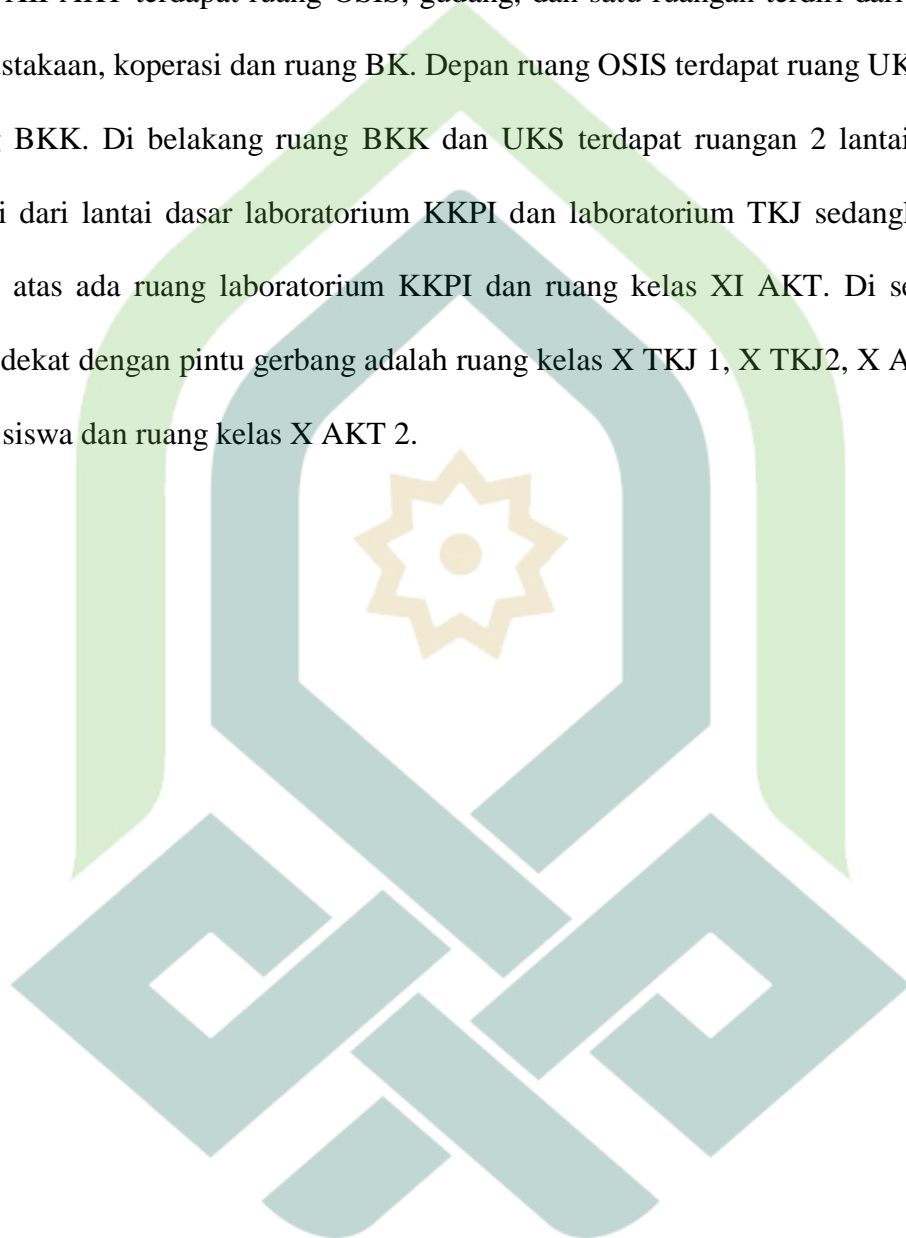 XII AKT terdapat ruang OSIS, gudang, dan satu ruangan terdiri dari
stakaan, koperasi dan ruang BK. Depan ruang OSIS terdapat ruang UK
BKK. Di belakang ruang BKK dan UKS terdapat ruangan 2 lantai
i dari lantai dasar laboratorium KKPI dan laboratorium TKJ sedang
atas ada ruang laboratorium KKPI dan ruang kelas XI AKT. Di se
dekat dengan pintu gerbang adalah ruang kelas X TKJ 1, X TKJ2, X A
siswa dan ruang kelas X AKT 2.